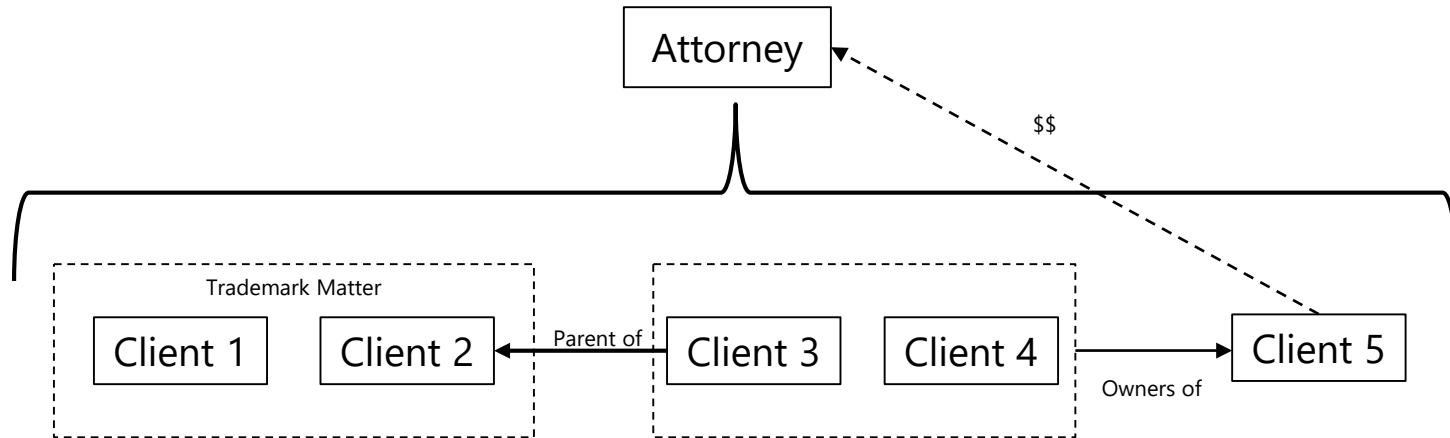 Attorney
$$
Trademark Matter
Client 1
Client 2
Parent of
Client 3
Client 4
Owners of
Client 5